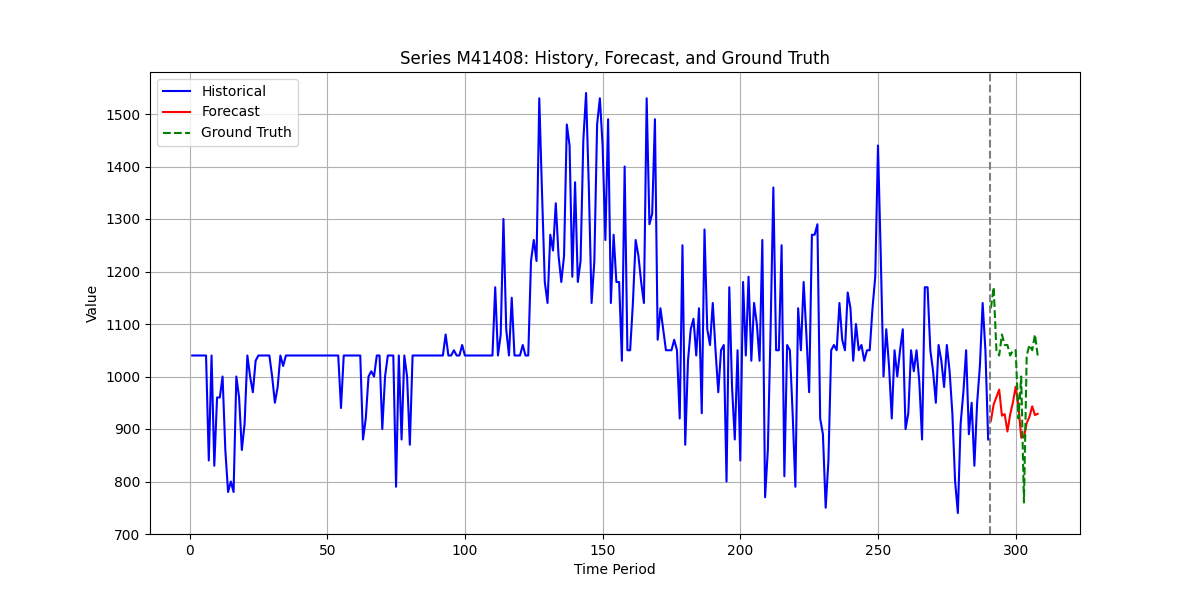 Series M41408: History, Forecast, and Ground Truth
Historical
Forecast
Ground Truth
1500
1400
1300
1200
1100
1000
900
800
700
Value
0
50
100
150
200
250
300
Time Period